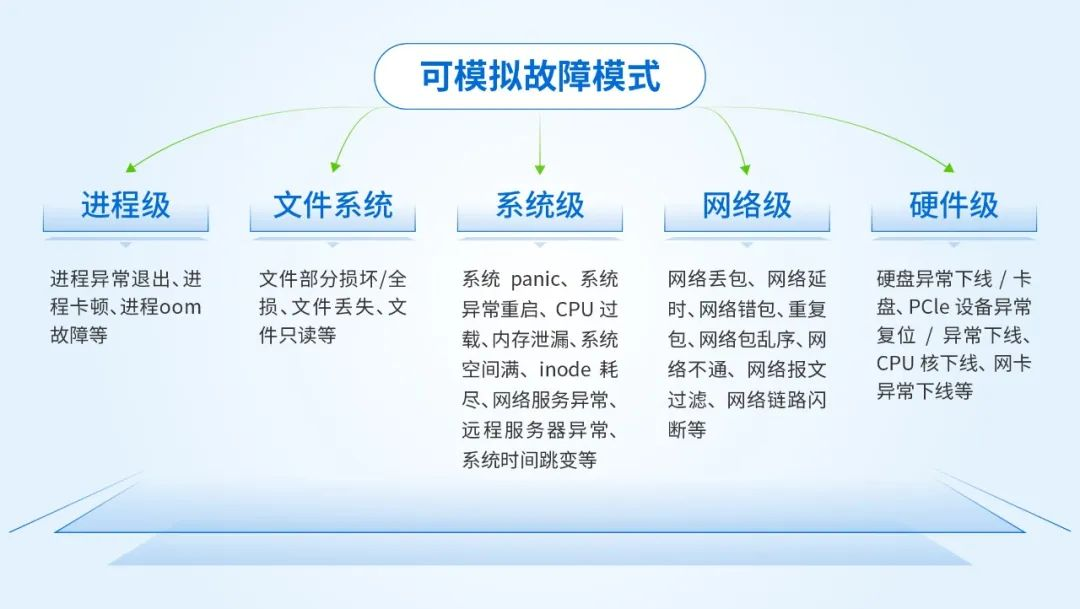 可模拟故障模式
进程级
进程异常退出、进
程卡顿、进程oom
故障等
文件系统
文件部分损坏/全
损、文件丢失、文
件只读等
系统级
系统 panic、系统
异常重启、CPU 过
载、内存泄漏、系统
空间满、inode 耗
尽、网络服务异常、
远程服务器异常、
系统时间跳变等
网络级
网络丢包、网络延
时、网络错包、重复
包、网络包乱序、网
络不通、网络报文
过滤、网络链路闪
断等
硬件级
硬盘异常下线 / 卡
盘、PCle 设备异常
复位 / 异常下线、
CPU 核下线、网卡
异常下线等